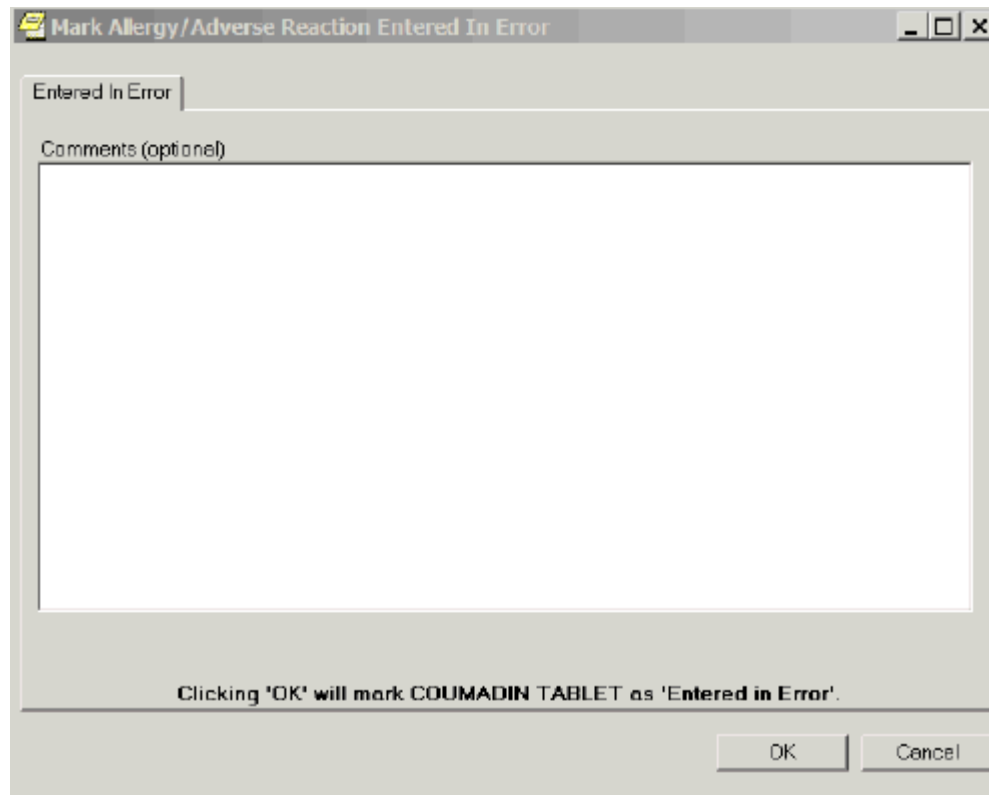 Mark Allergy/Adverse Reaction Entered In Error
Entered In Error
Comments (optional)
Clicking 'OK' will mark COUMADIN TABLET as 'Entered in Error'.
OK
Cancel